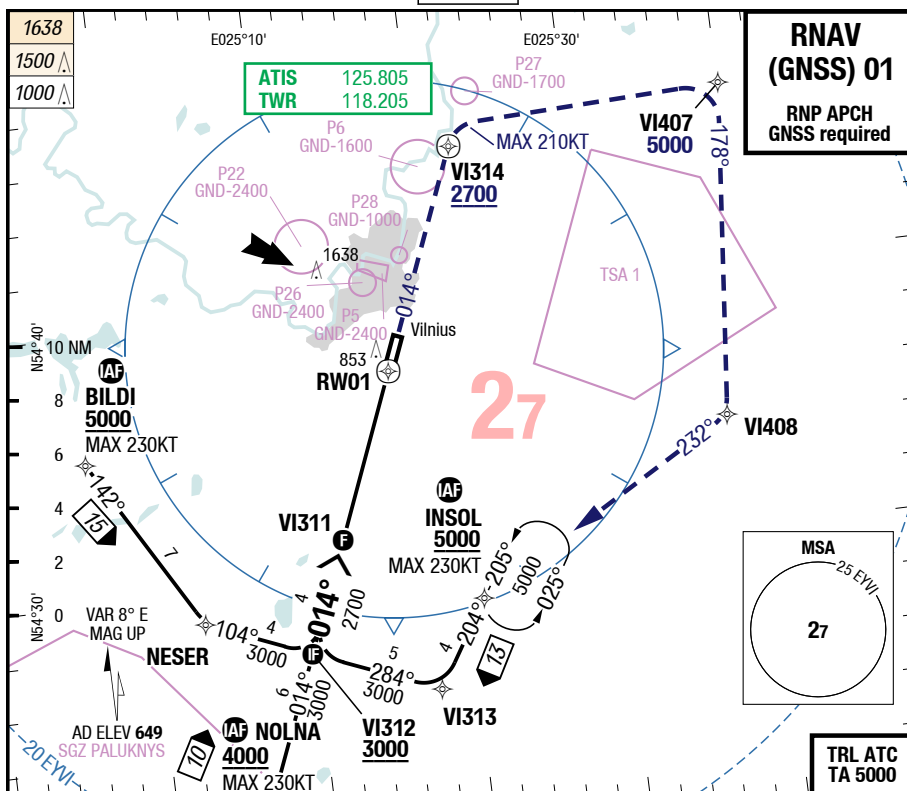 1638
1500
1000
E025°10'
E025°30'
ATIS 125.805
TWR 118.205
P27
GND-1700
RNAV
(GNSS) 01
RNP APCH
GNSS required
P6
GND-1600
MAX 210KT
VI407
5000
178°
VI314
2700
P22
GND-2400
P28
GND-1000
1638
TSA 1
P26
GND-2400
014°
P5
GND-2400
Vilnius
N54°40'
10 NM
853
RW01
27
IAF
BILDI
5000
MAX 230KT
8
6
4
2
0
VI408
232°
142°
15
7
IAF
INSOL
5000
MAX 230KT
VI311
F
205°
5000
025°
MSA
25 EYVI
27
N54°30'
VAR 8° E
MAG UP
NESER
104°
4
3000
4
014°
2700
IF
5
284°
3000
4
204°
13
VI313
6
014°
3000
VI312
3000
AD ELEV 649
SGZ PALUKNYS
IAF
NOLNA
4000
MAX 230KT
10
20 EYVI
TRL ATC
TA 5000